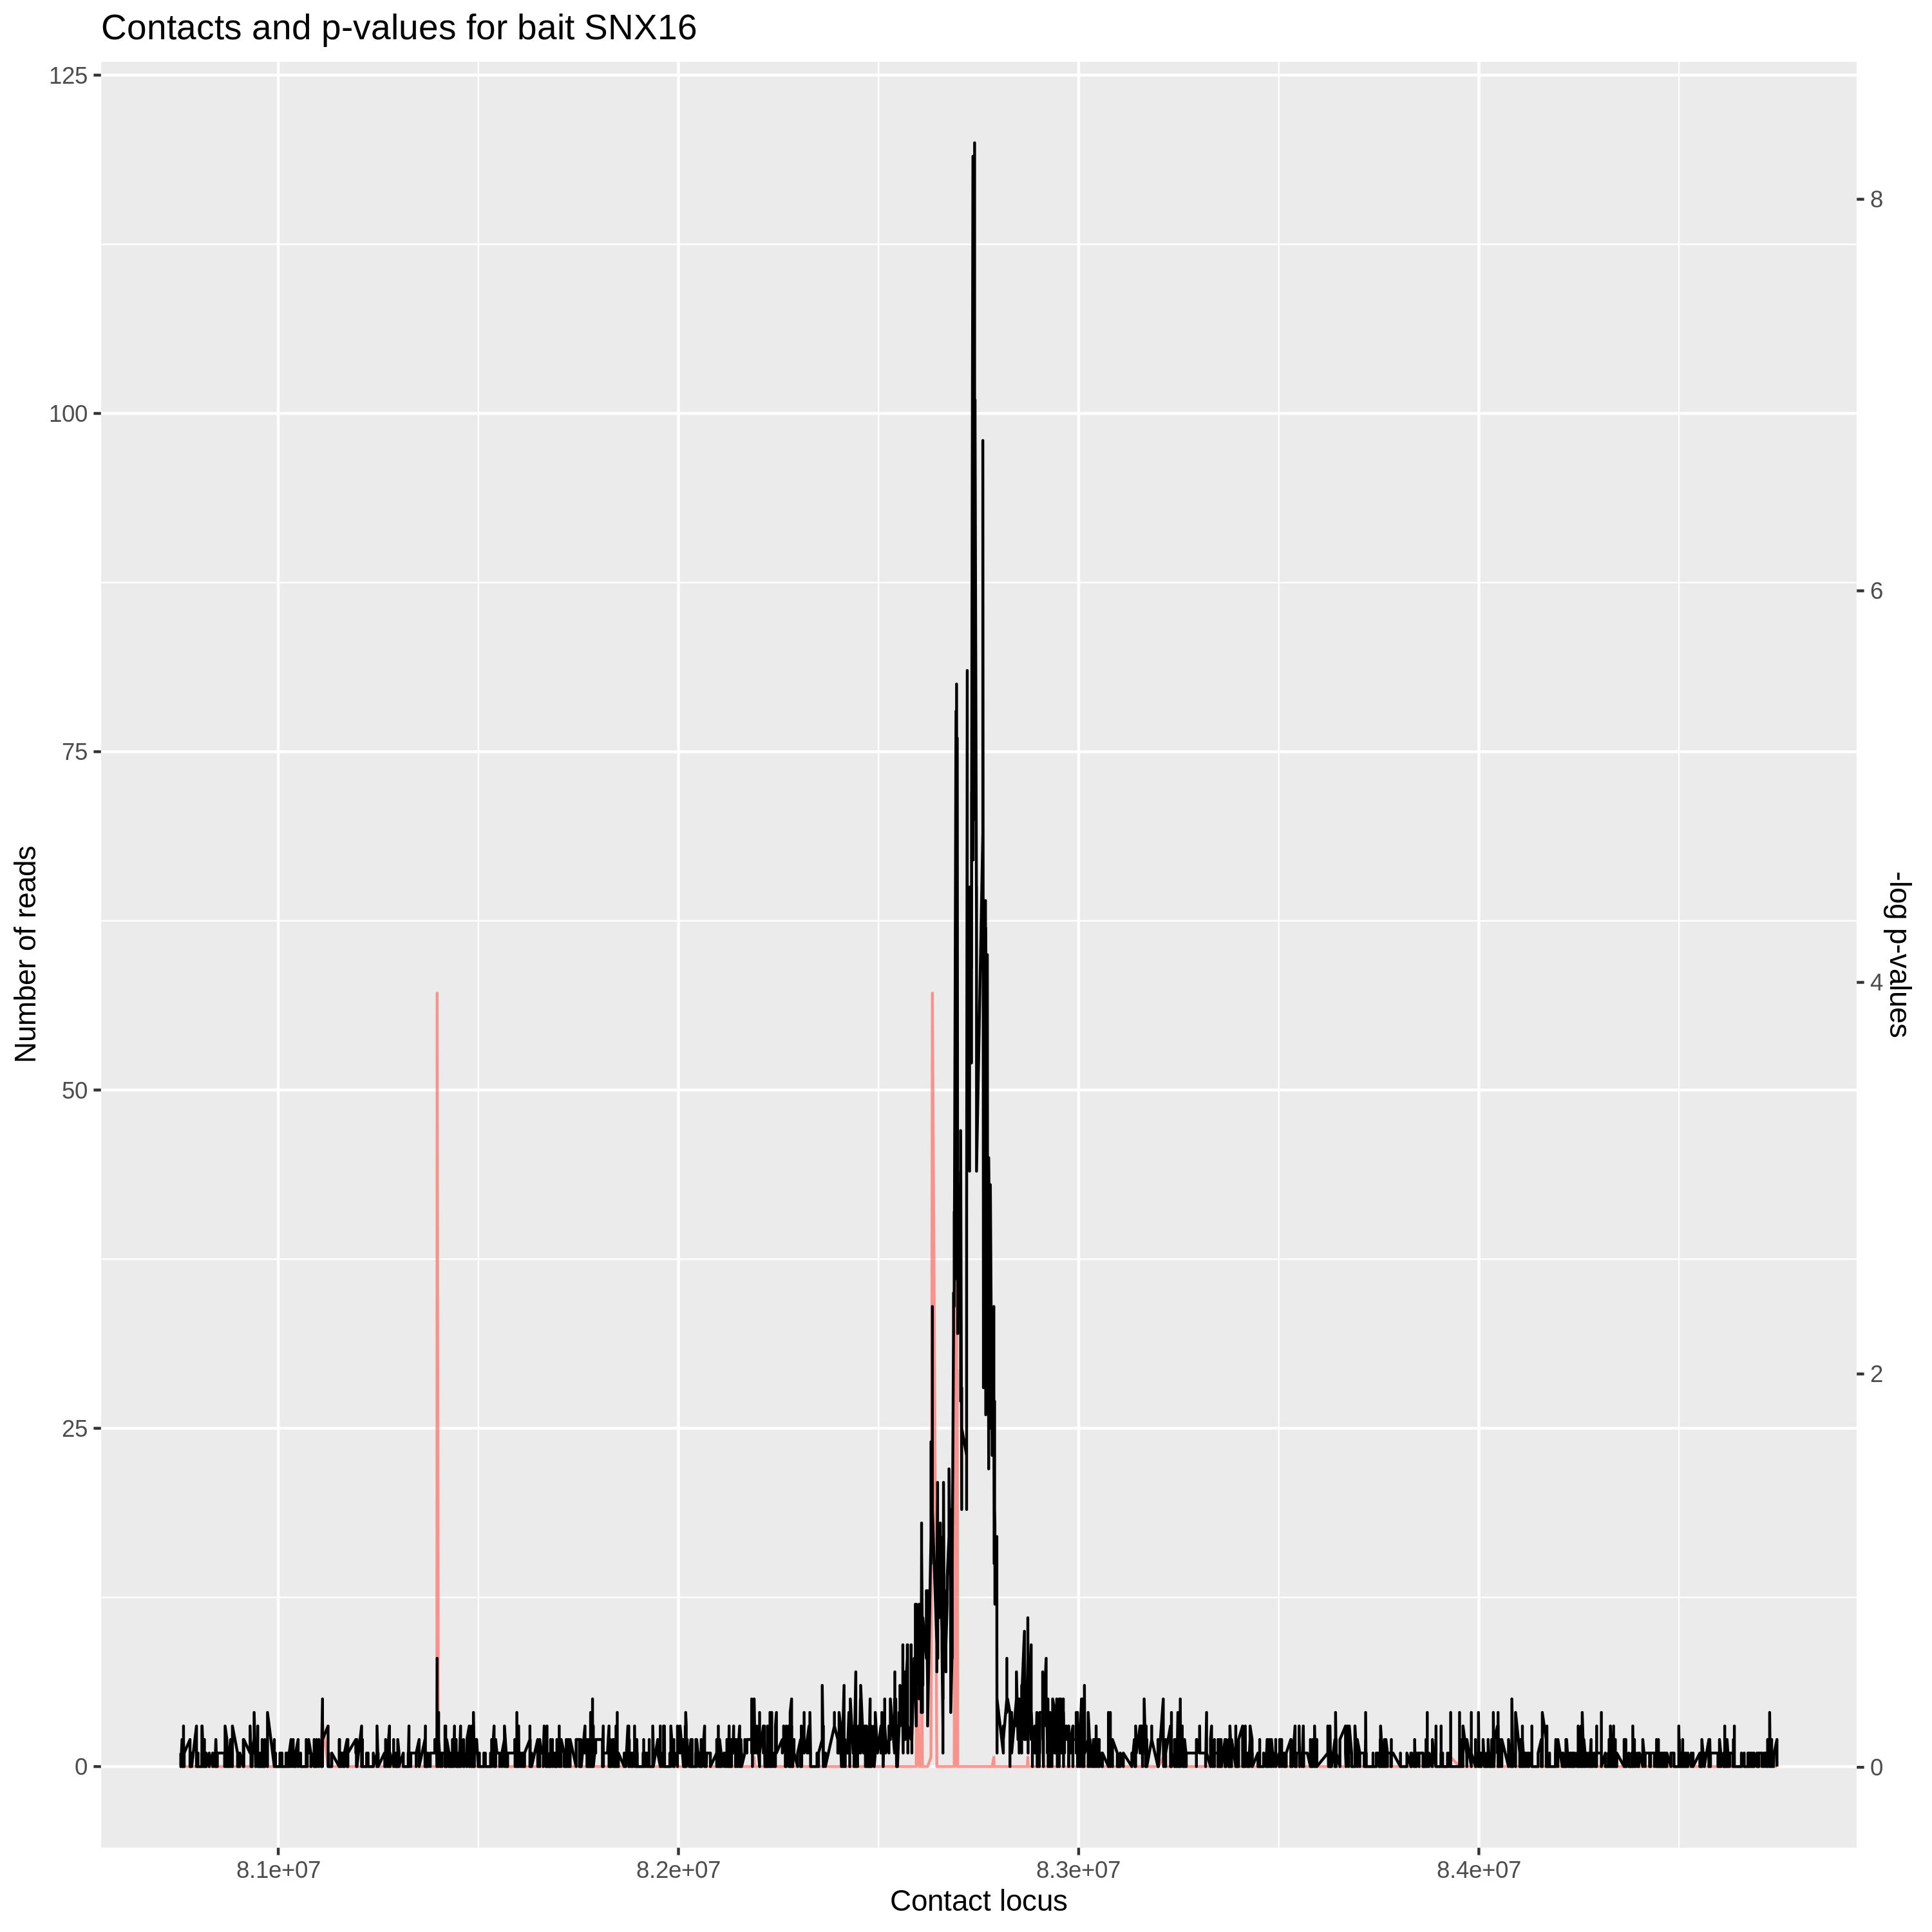 Contacts and p-values for bait SNX16
125
100
75
50
25
0
8
6
4
2
0
8.1e+07 8.2e+07 8.3e+07 8.4e+07
Number of reads
-log p-values
Contact locus